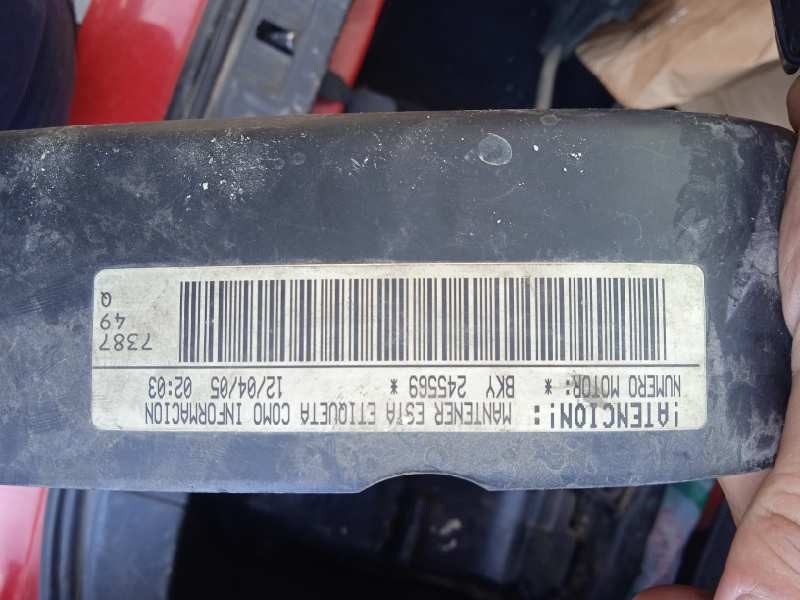 ¡ATENCION!: MANTENER ESTA ETIQUETA COMO INFORMACION
NUMERO MOTOR: * BKY 245569 * 12/04/05 02:03
7387
49
Q